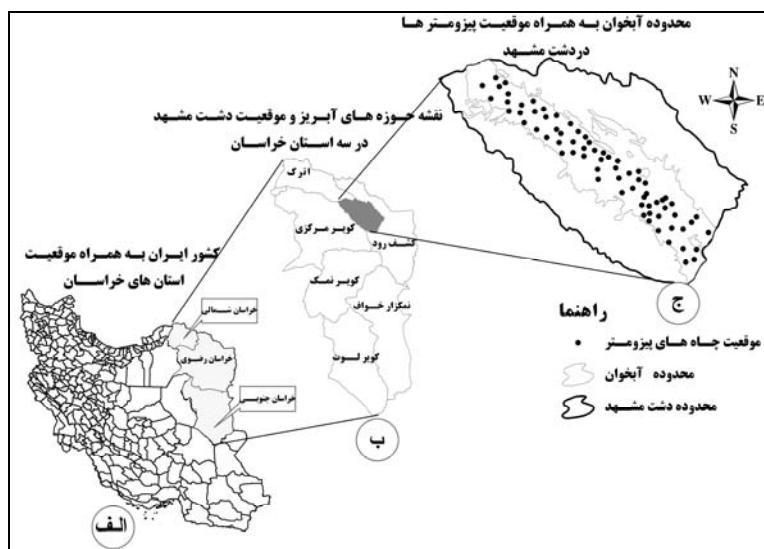 محدوده آبخوان به همراه موقعیت پیزومتر ها
دردشت مشهد
N
W E
S
نقشه حوزه های آبریز و موقعیت دشت مشهد
در سه استان خراسان
اترک
کویر مرکزی
کشف رود
کویر نمک
نمکزار خواف
کویر لوت
ب
ج
کشور ایران به همراه موقعیت
استان های خراسان
خراسان شمالی
خراسان رضوی
خراسان جنوبی
الف
راهنما
موقعیت چاه های پیزومتر
محدوده آبخوان
محدوده دشت مشهد